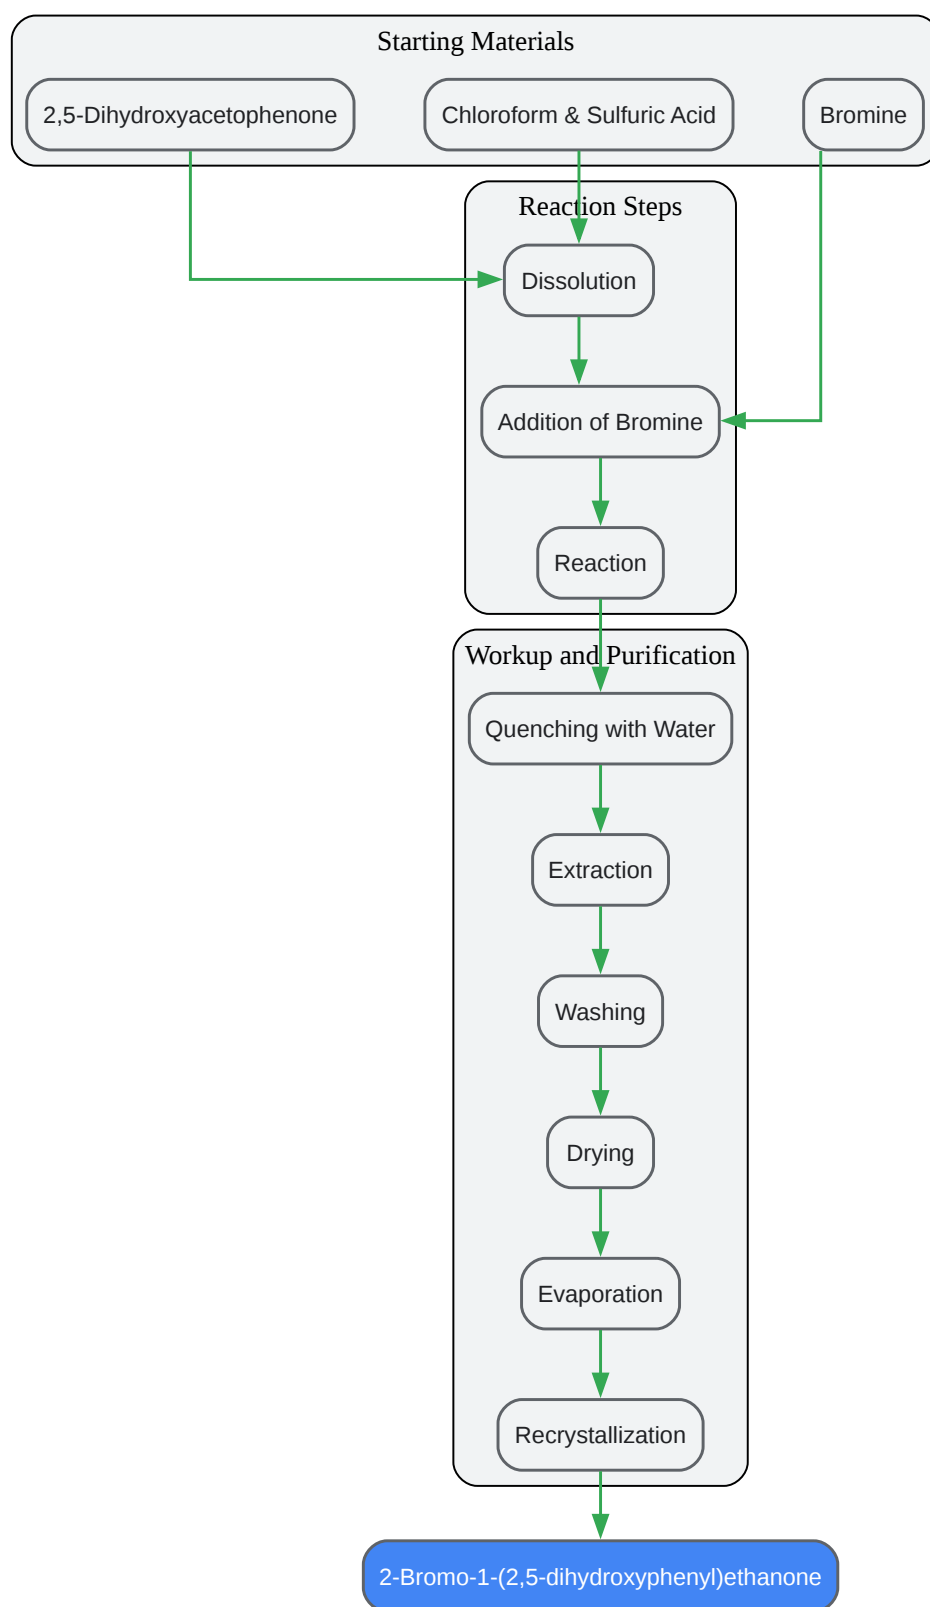 Starting Materials
2,5-Dihydroxyacetophenone
Chloroform & Sulfuric Acid
Bromine
Reaction Steps
Dissolution
Addition of Bromine
Reaction
Workup and Purification
Quenching with Water
Extraction
Washing
Drying
Evaporation
Recrystallization
2-Bromo-1-(2,5-dihydroxyphenyl)ethanone